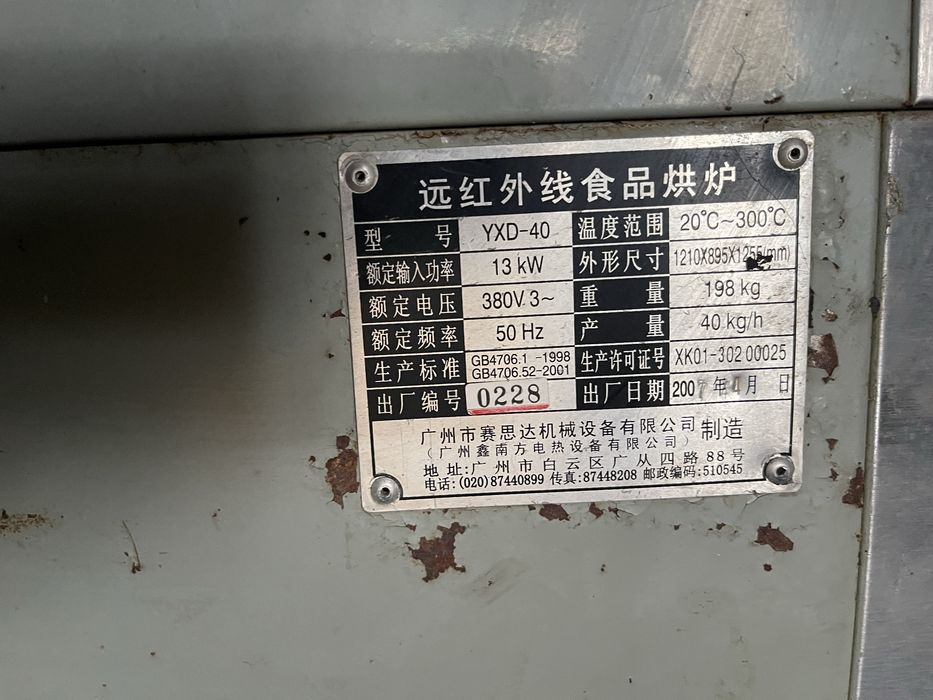 远红外线食品烘炉
型 号 YXD-40 温度范围 20℃~300℃
额定输入功率 13 kW 外形尺寸 1210X895X1255(mm)
额定电压 380V 3~ 重 量 198 kg
额定频率 50 Hz 产 量 40 kg/h
生产标准 GB4706.1 -1998 GB4706.52-2001 生产许可证号 XK01-302 00025
出厂编号 0228 出厂日期 200 年 月 日
广州市赛思达机械设备有限公司 制造
(广州鑫南方电热设备有限公司)
地 址:广州市白云区广从四路88号
电话:(020)87440899 传真:87448208 邮政编码:510545